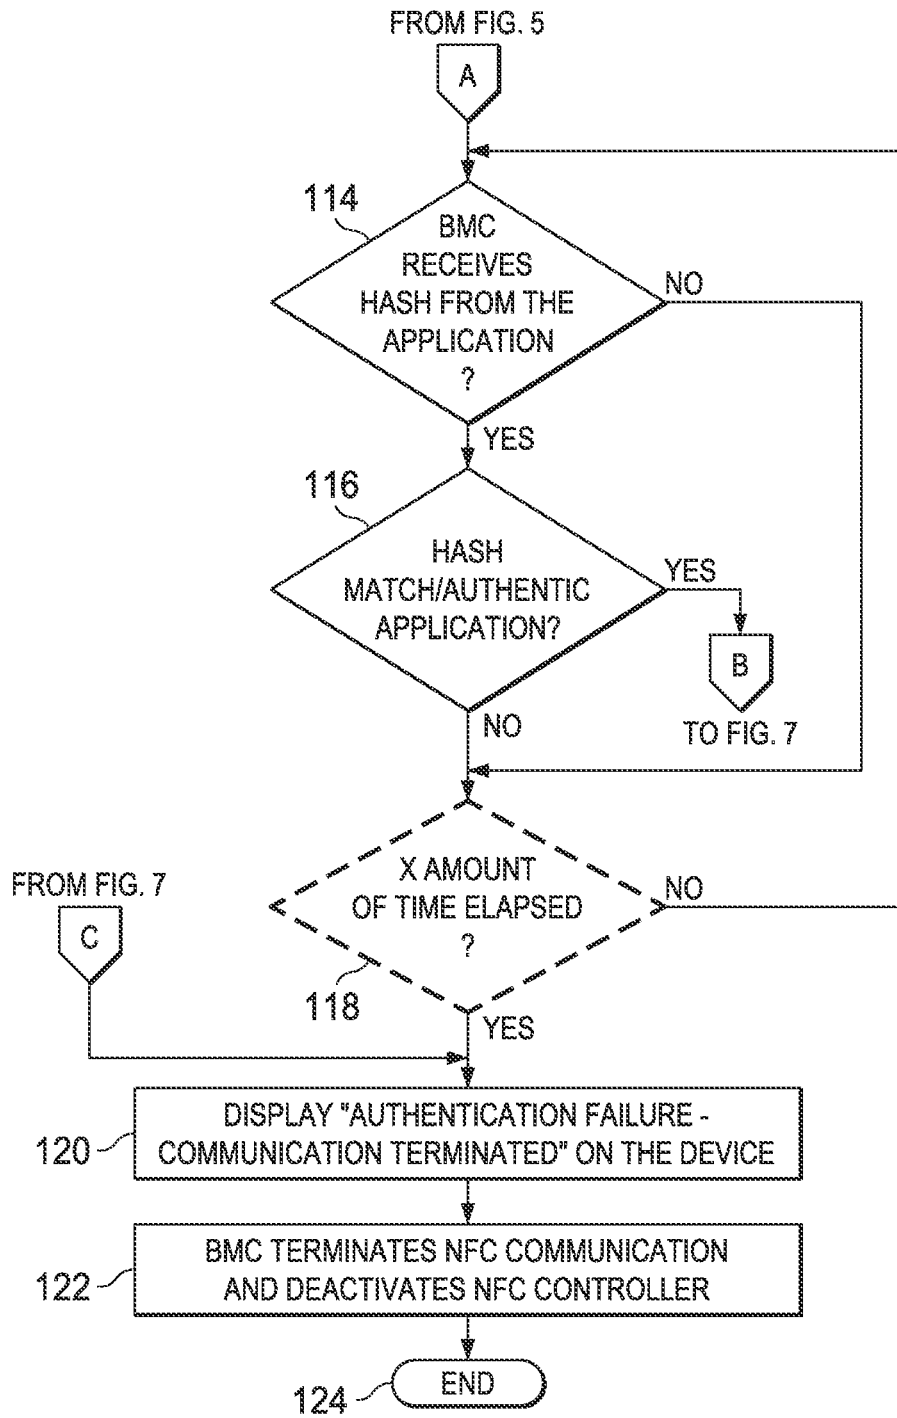 FROM FIG. 5
A
114
BMC
RECEIVES
HASH FROM THE
APPLICATION
?
NO
YES
116
HASH
MATCH/AUTHENTIC
APPLICATION?
YES
B
TO FIG. 7
NO
X AMOUNT
OF TIME ELAPSED
?
NO
FROM FIG. 7
C
118
YES
DISPLAY "AUTHENTICATION FAILURE -
COMMUNICATION TERMINATED" ON THE DEVICE
120
BMC TERMINATES NFC COMMUNICATION
AND DEACTIVATES NFC CONTROLLER
122
END
124